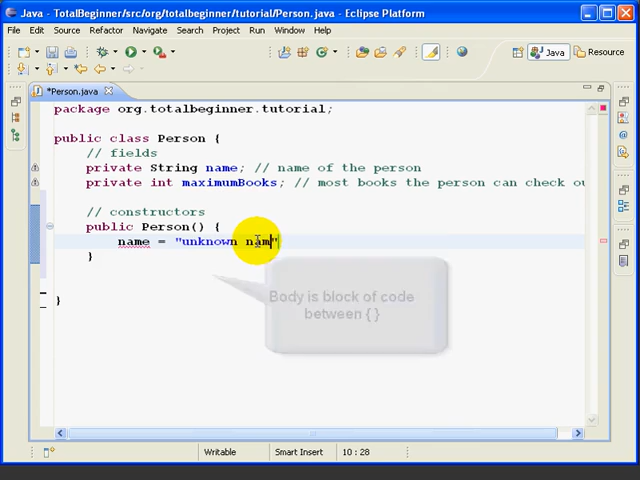 Java - TotalBeginner/src/org/totalbeginner/tutorial/Person.java - Eclipse Platform
File Edit Source Refactor Navigate Search Project Run Window Help
Java Resource
*Person.java
package org.totalbeginner.tutorial;
public class Person {
// fields
private String name; // name of the person
private int maximumBooks; // most books the person can check ou
// constructors
public Person() {
name = "unknown nam"
}
Body is block of code
between { }
}
Writable Smart Insert 10 : 28